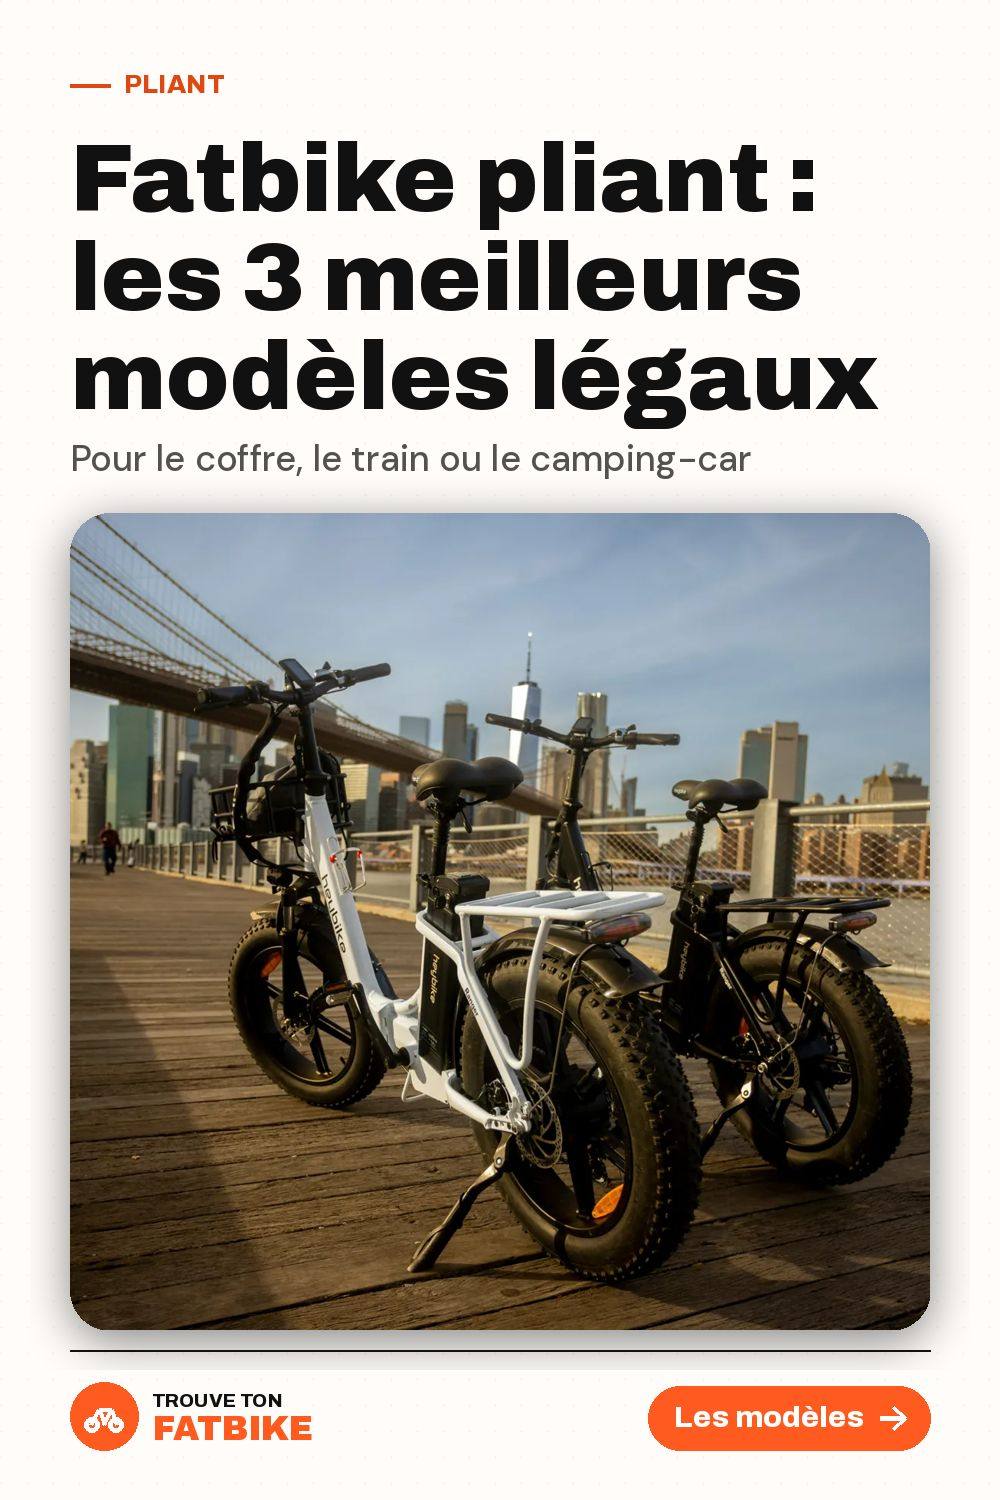 PLIANT
Fatbike pliant :
les 3 meilleurs
modèles légaux
Pour le coffre, le train ou le camping-car
heybike
heybike
heybike
TROUVE TON
FATBIKE
Les modèles